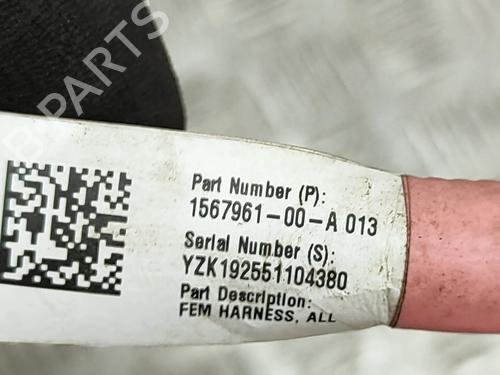 B-PARTS
Part Number (P):
1567961-00-A 013
Serial Number (S):
YZK192551104380
Part Description:
FEM HARNESS, ALL